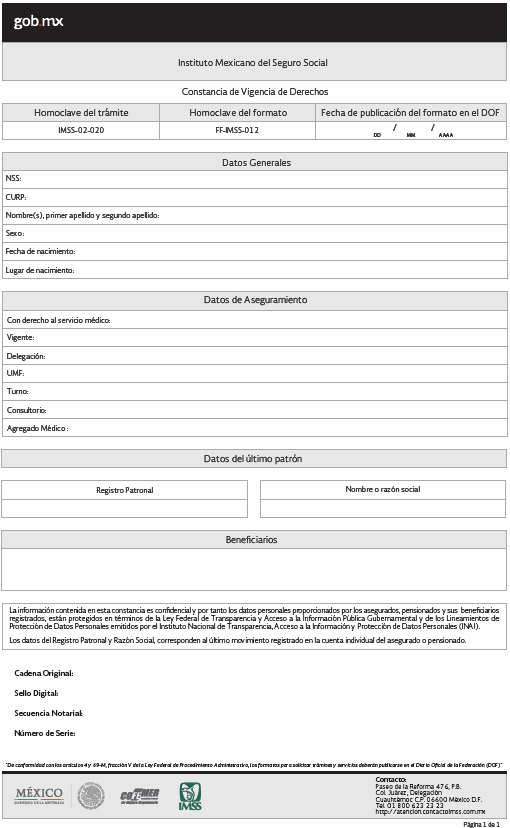 gob.mx
Instituto Mexicano del Seguro Social
Constancia de Vigencia de Derechos
Homoclave del trámite
Homoclave del formato
Fecha de publicación del formato en el DOF
IMSS-02-020
FF-IMSS-012
DD / MM / AAAA
Datos Generales
NSS:
CURP:
Nombre(s), primer apellido y segundo apellido:
Sexo:
Fecha de nacimiento:
Lugar de nacimiento:
Datos de Aseguramiento
Con derecho al servicio médico:
Vigente:
Delegación:
UMF:
Turno:
Consultorio:
Agregado Médico:
Datos del último patrón
Registro Patronal
Nombre o razón social
Beneficiarios
La información contenida en esta constancia es confidencial y por tanto los datos personales proporcionados por los asegurados, pensionados y sus beneficiarios
registrados, están protegidos en términos de la Ley Federal de Transparencia y Acceso a la Información Pública Gubernamental y de los Lineamientos de
Protección de Datos Personales emitidos por el Instituto Nacional de Transparencia, Acceso a la Información y Protección de Datos Personales (INAI).
Los datos del Registro Patronal y Razón Social, corresponden al último movimiento registrado en la cuenta individual del asegurado o pensionado.
Cadena Original:
Sello Digital:
Secuencia Notarial:
Número de Serie:
"De conformidad con los artículos 4 y 69-M, fracción V de la Ley Federal de Procedimiento Administrativo, los formatos para solicitar trámites y servicios deberán publicarse en el Diario Oficial de la Federación (DOF)"
MÉXICO
GOBIERNO DE LA REPÚBLICA
COFEMER
IMSS
Contacto:
Paseo de la Reforma 476, P.B.
Col. Juárez, Delegación
Cuauhtémoc C.P. 06600 México D.F.
Tel. 01 800 623 23 23
http://atencion.contactoimss.com.mx
Página 1 de 1